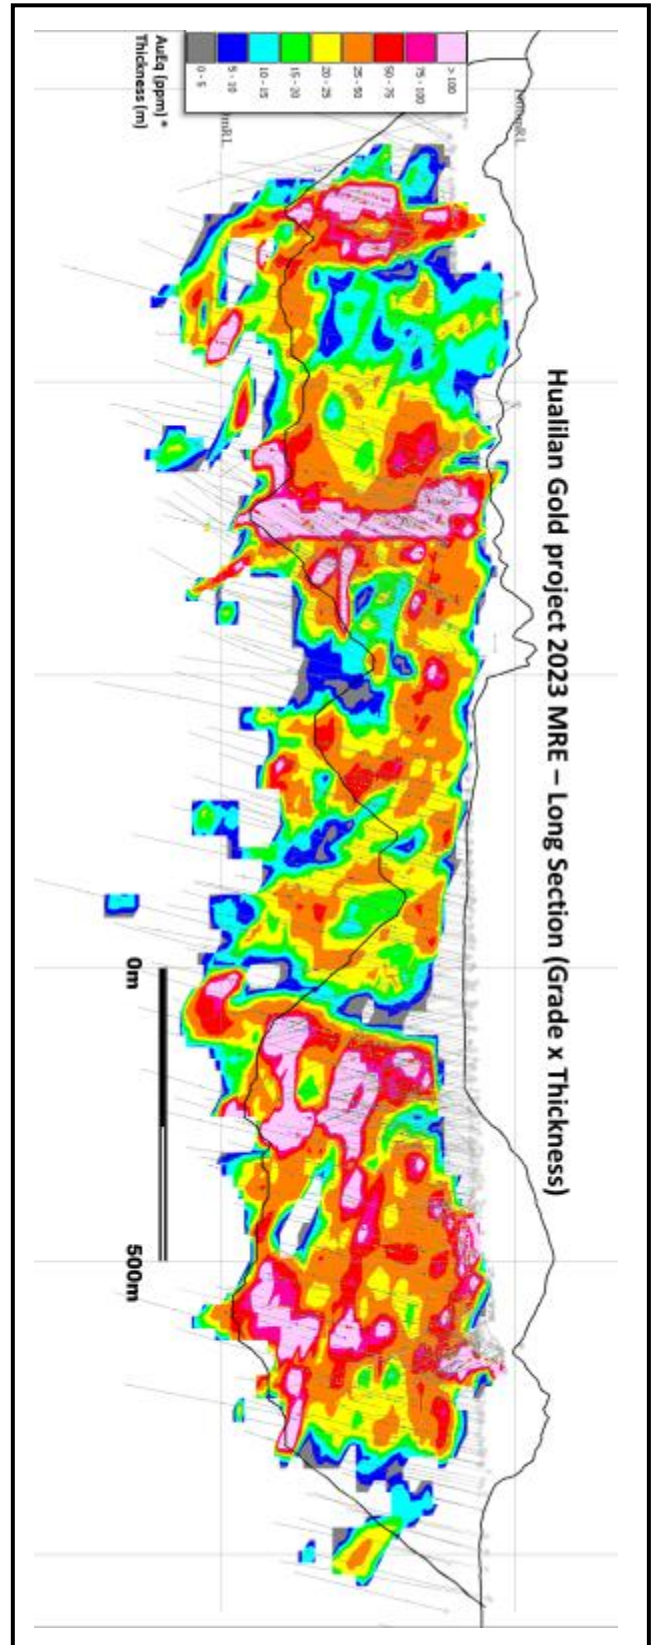 Hualilan Gold project 2023 MRE – Long Section (Grade x Thickness)
> 100
75 - 100
50 - 75
25 - 50
20 - 25
15 - 20
10 - 15
5 - 10
0 - 5
AuEq (ppm) *
Thickness (m)
0m
500m